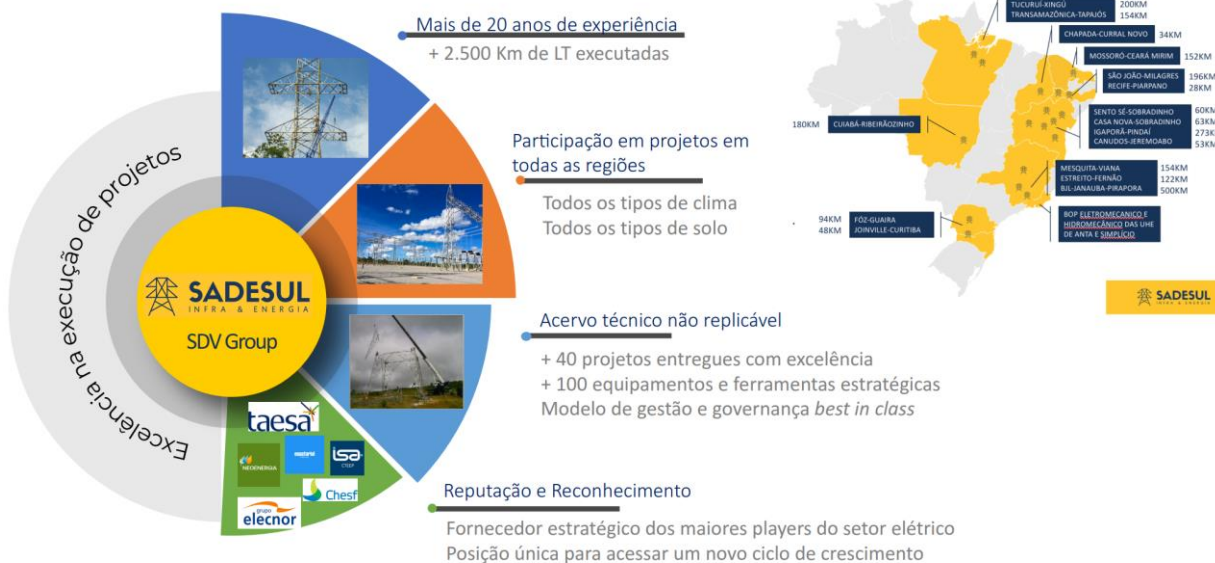 Excelência na execução de projetos
SADESUL
INFRA & ENERGIA
SDV Group
Mais de 20 anos de experiência
+ 2.500 Km de LT executadas
Participação em projetos em
todas as regiões
Todos os tipos de clima
Todos os tipos de solo
Acervo técnico não replicável
+ 40 projetos entregues com excelência
+ 100 equipamentos e ferramentas estratégicas
Modelo de gestão e governança best in class
Reputação e Reconhecimento
Fornecedor estratégico dos maiores players do setor elétrico
Posição única para acessar um novo ciclo de crescimento
taesa
NEOENERGIA
isa
CTEEP
Chesf
grupo
elecnor
TUCURUÍ-XINGÚ 200KM
TRANSAMAZÔNICA-TAPAJÓS 154KM
CHAPADA-CURRAL NOVO 34KM
MOSSORÓ-CEARÁ MIRIM 152KM
SÃO JOÃO-MILAGRES 196KM
RECIFE-PIARPANO 28KM
SENTO SÉ-SOBRADINHO 60KM
CASA NOVA-SOBRADINHO 63KM
IGAPORÃ-PINDAÍ 273K
CANUDOS-JEREMOABO 53KM
180KM CUIABÁ-RIBEIRÃOZINHO
MESQUITA-VIANA 154KM
ESTREITO-FERNÃO 122KM
BJL-JANAUBA-PIRAPORA 500KM
BOP ELETROMECANICO E
HIDROMECÂNICO DAS UHE
DE ANTA E SIMPLÍCIO
94KM FÓZ-GUAIRA
48KM JOINVILLE-CURITIBA
SADESUL
INFRA & ENERGIA